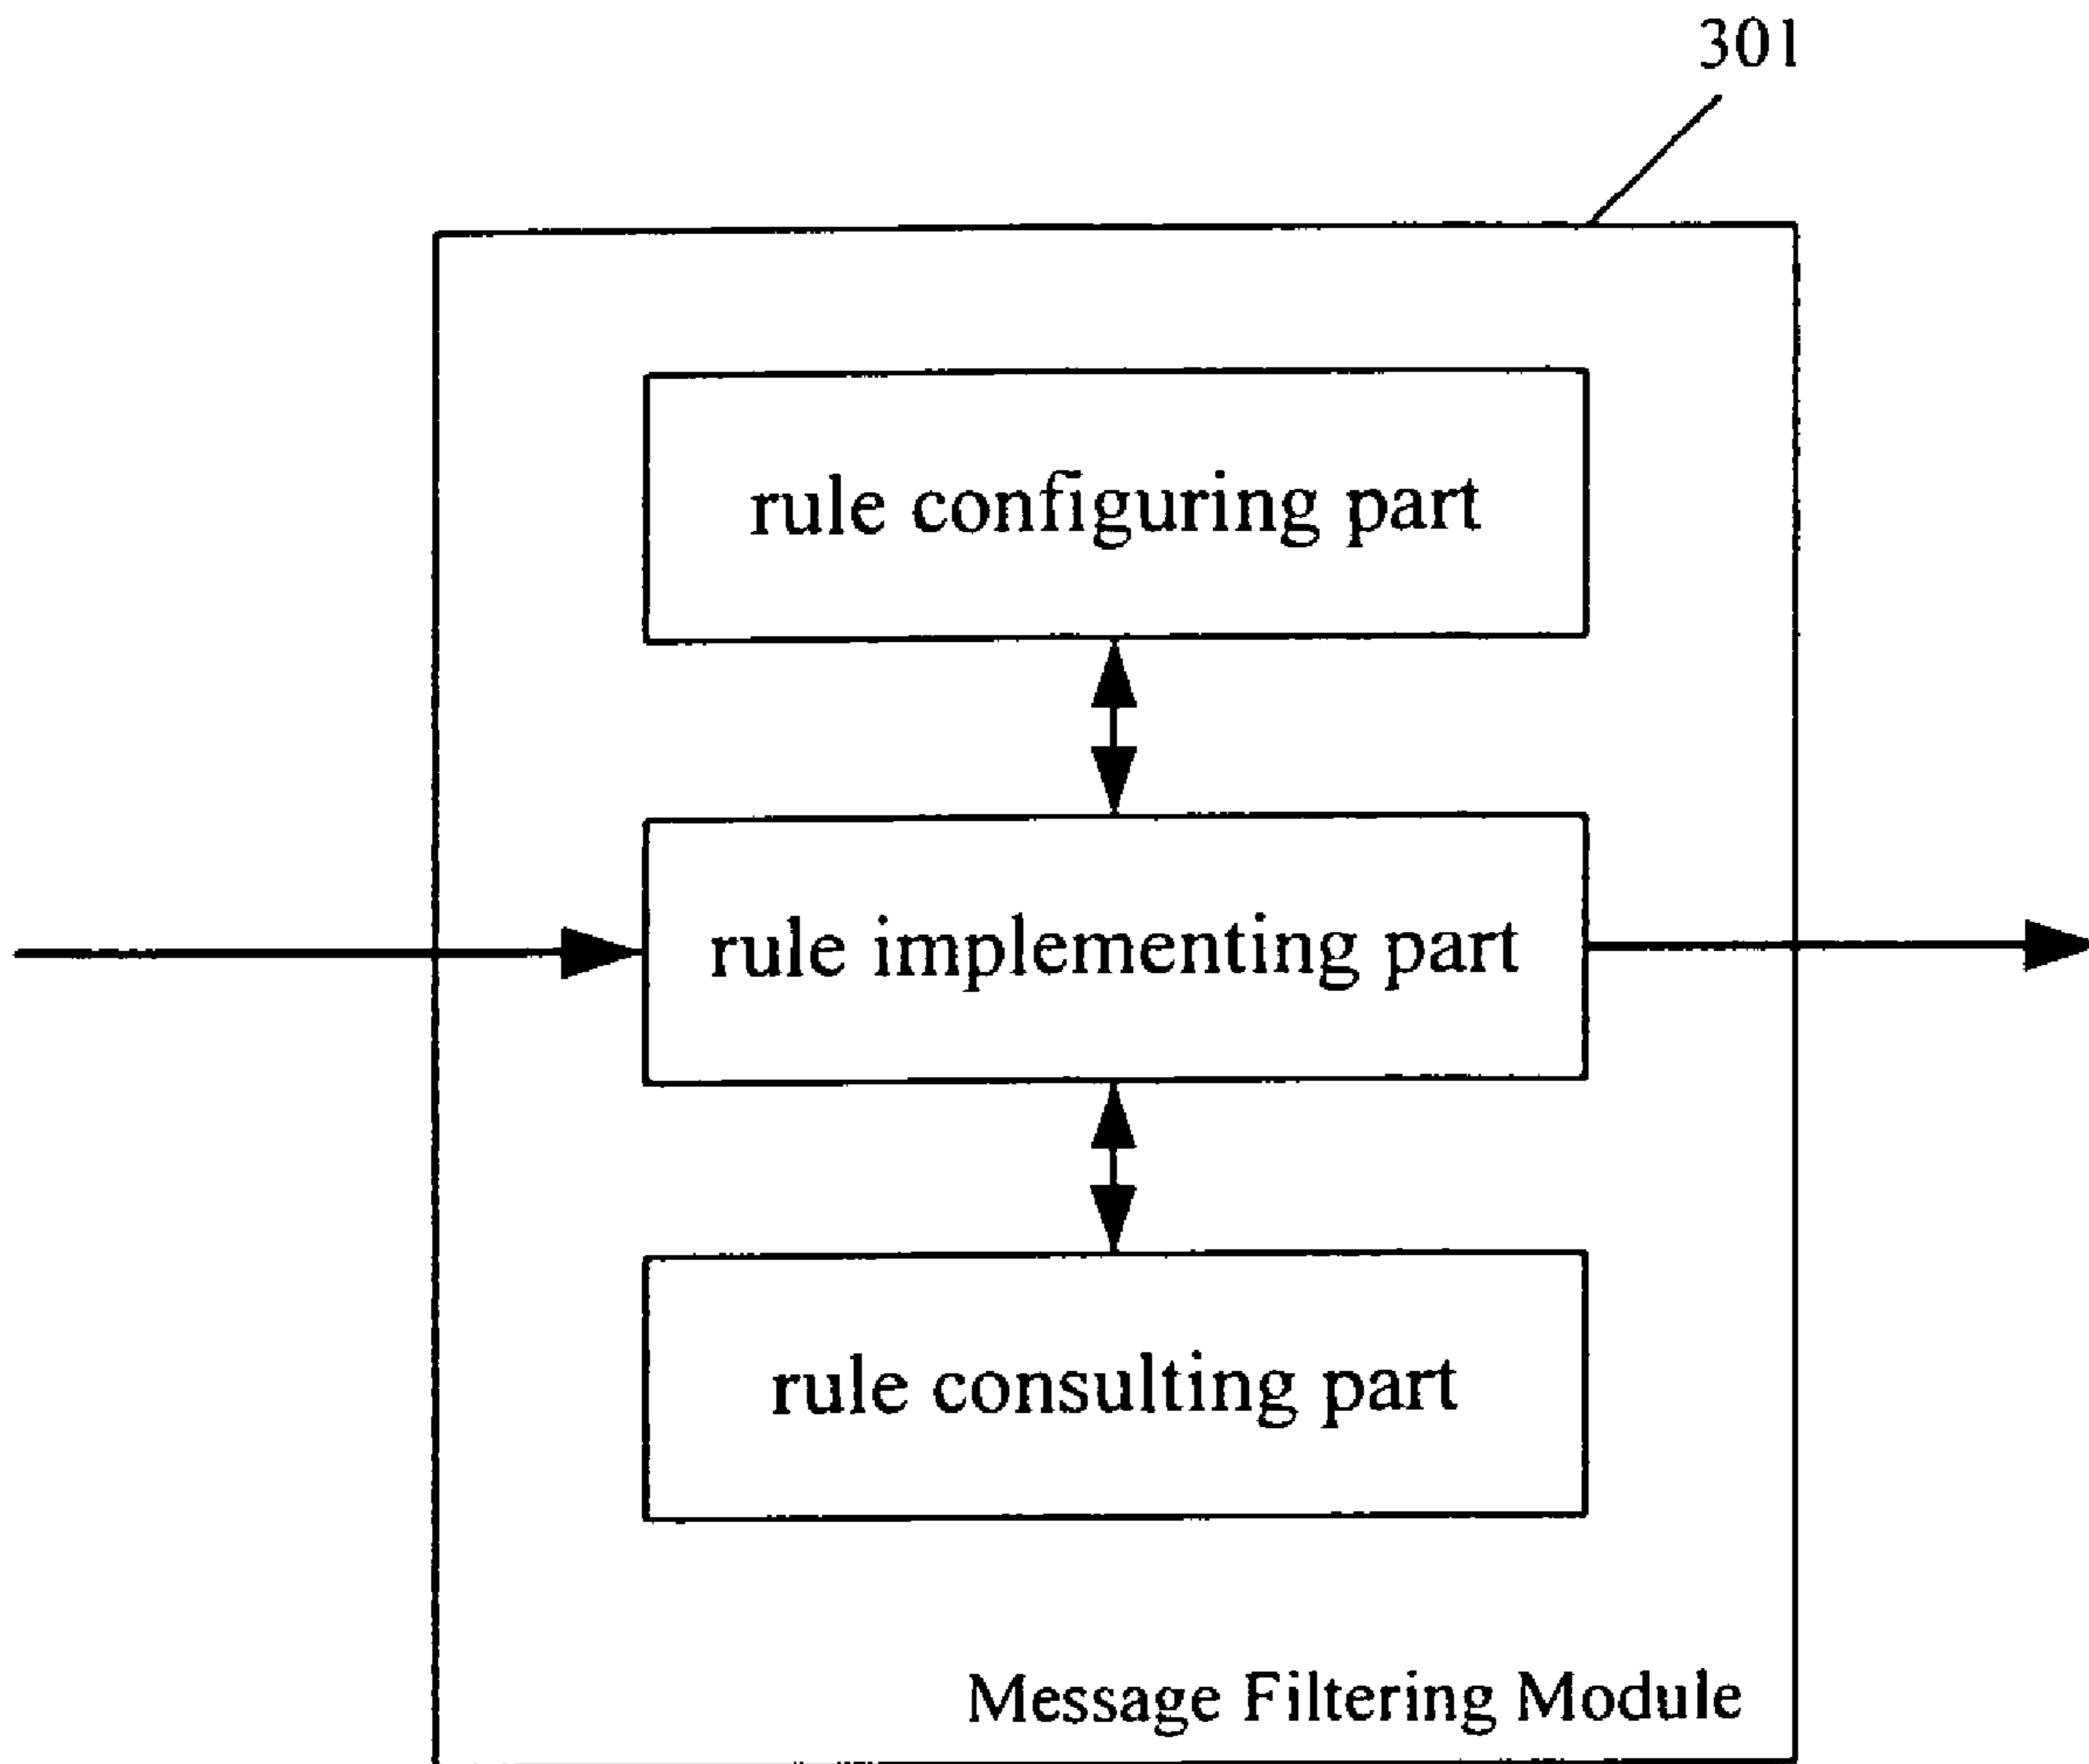 301
rule configuring part
rule implementing part
rule consulting part
Message Filtering Module